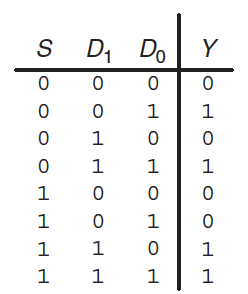 S D₁ D₀ Y
0 0 0 0
0 0 1 1
0 1 0 0
0 1 1 1
1 0 0 0
1 0 1 0
1 1 0 1
1 1 1 1